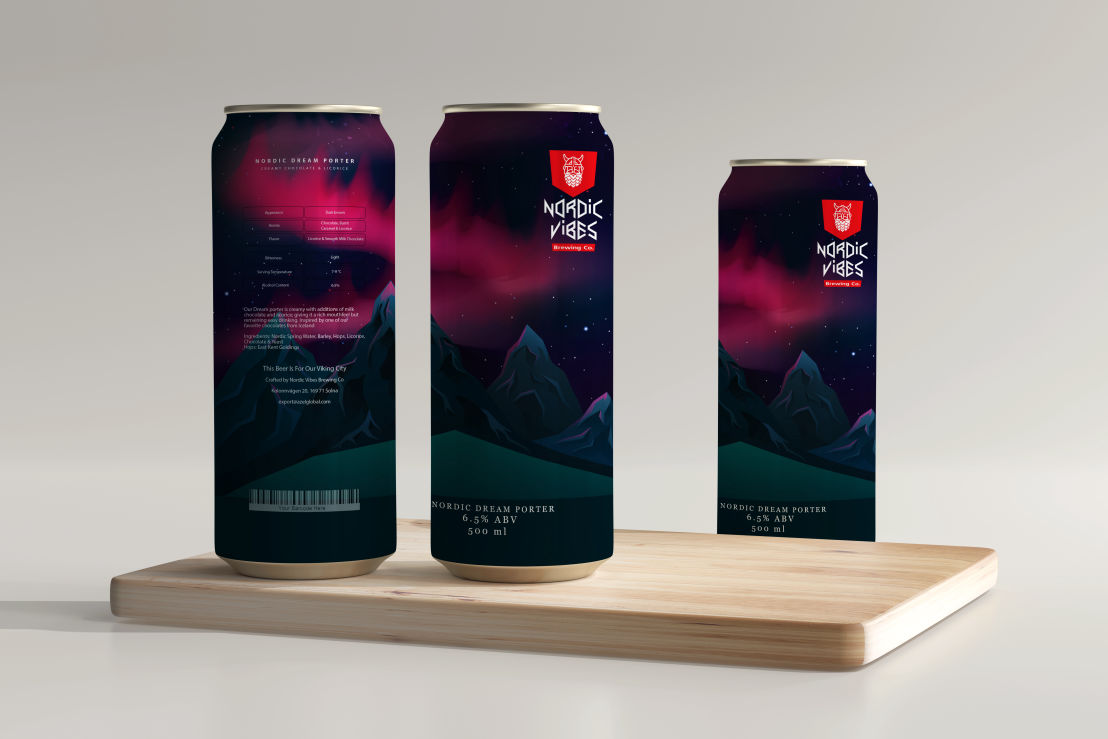 NORDIC DREAM PORTER
CREAMY CHOCOLATE & LICORICE
Appearance Dark Brown
Aroma Chocolate, Burnt
Caramel & Licorice
Flavor Licorice & Smooth Milk Chocolate
Bitterness Light
Serving Temperature 7-9 °C
Alcohol Content 6.5%
Our Dream porter is creamy with additions of milk
chocolate and licorice, giving it a rich mouthfeel but
remaining easy drinking. Inspired by one of our
favorite chocolates from Iceland
Ingredients: Nordic Spring Water, Barley, Hops, Licorice,
Chocolate & Yeast
Hops: East Kent Goldings
This Beer Is For Our Viking City
Crafted by Nordic Vibes Brewing Co.
169 71 Solna
Your Barcode Here
NORDIC
VIBES
Brewing Co.
NORDIC DREAM PORTER
6.5% ABV
500 ml
NORDIC
VIBES
Brewing Co.
NORDIC DREAM PORTER
6.5% ABV
500 ml